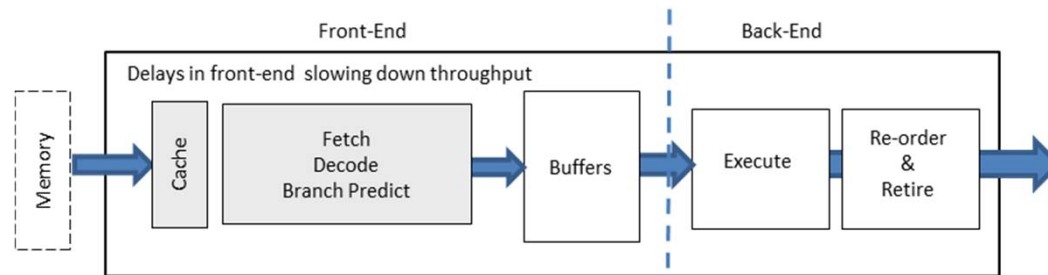 Front-End
Back-End
Delays in front-end slowing down throughput
Memory
Cache
Fetch
Decode
Branch Predict
Buffers
Execute
Re-order
&
Retire